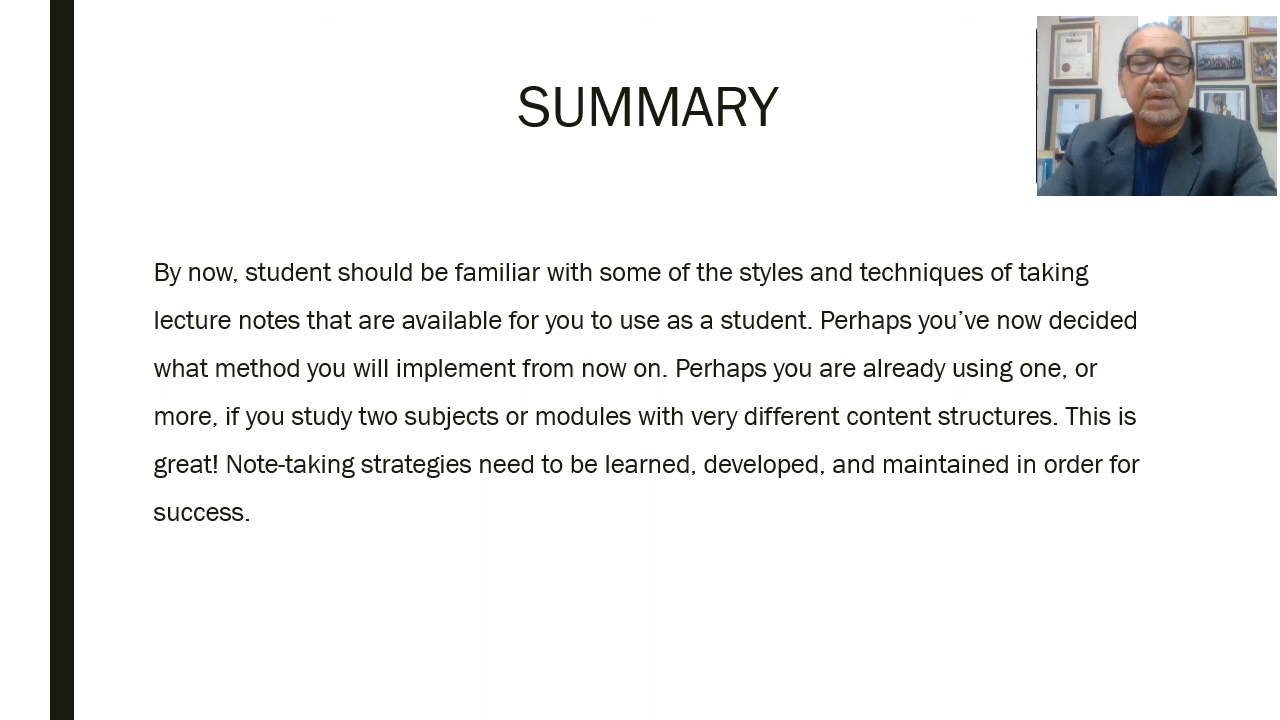 SUMMARY
By now, student should be familiar with some of the styles and techniques of taking
lecture notes that are available for you to use as a student. Perhaps you’ve now decided
what method you will implement from now on. Perhaps you are already using one, or
more, if you study two subjects or modules with very different content structures. This is
great! Note-taking strategies need to be learned, developed, and maintained in order for
success.